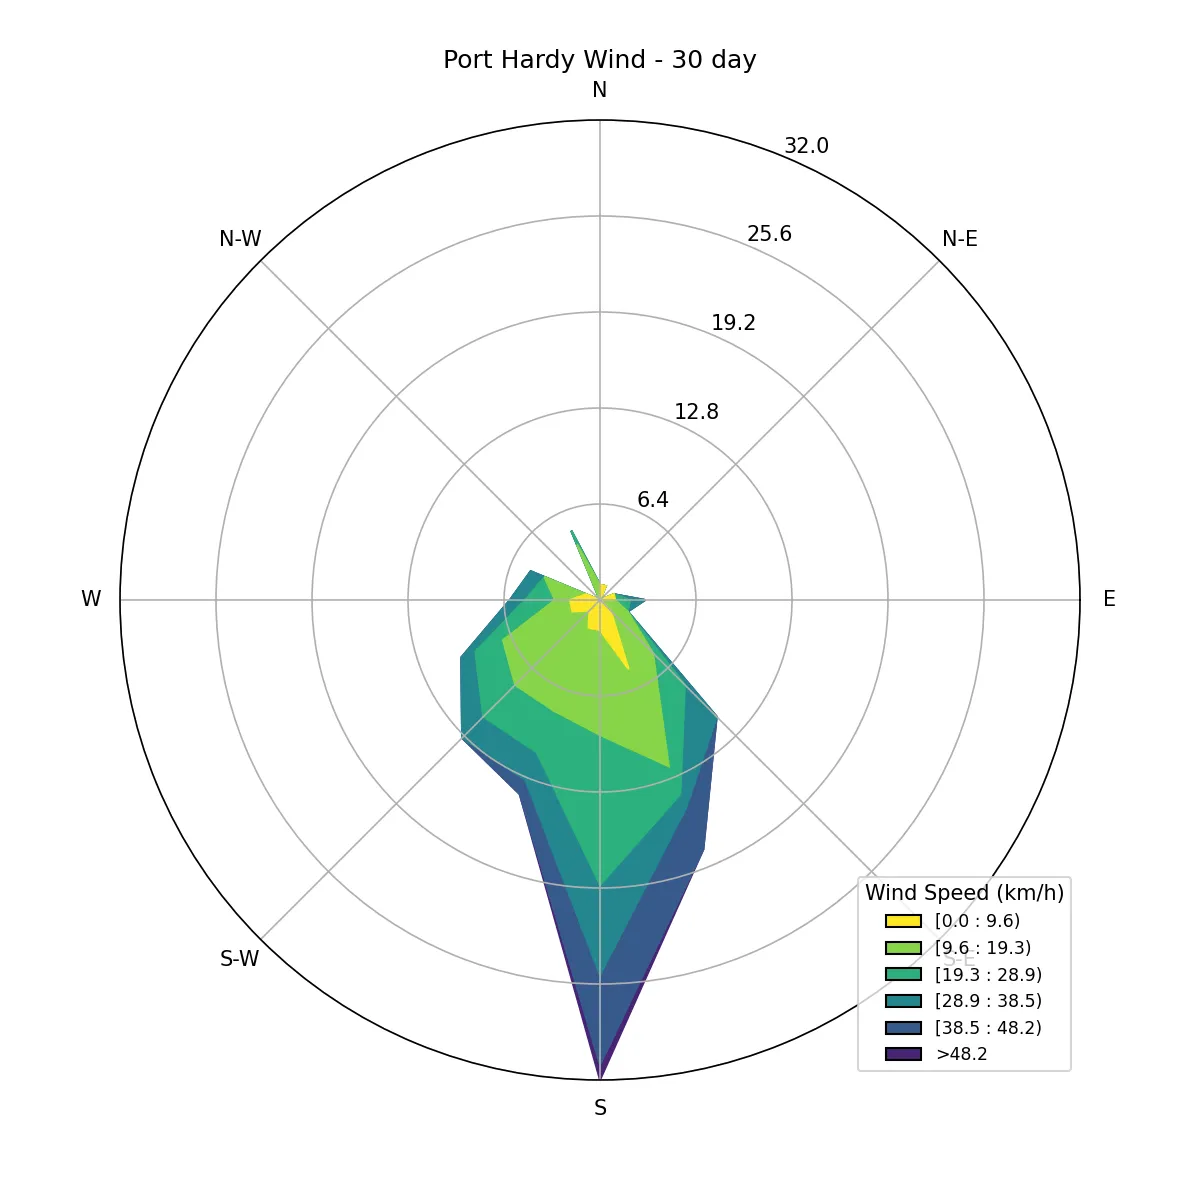 Port Hardy Wind - 30 day
N
32.0
N-W
25.6
N-E
19.2
12.8
6.4
W
E
S-W
S-E
S
Wind Speed (km/h)
[0.0 : 9.6)
[9.6 : 19.3)
[19.3 : 28.9)
[28.9 : 38.5)
[38.5 : 48.2)
>48.2